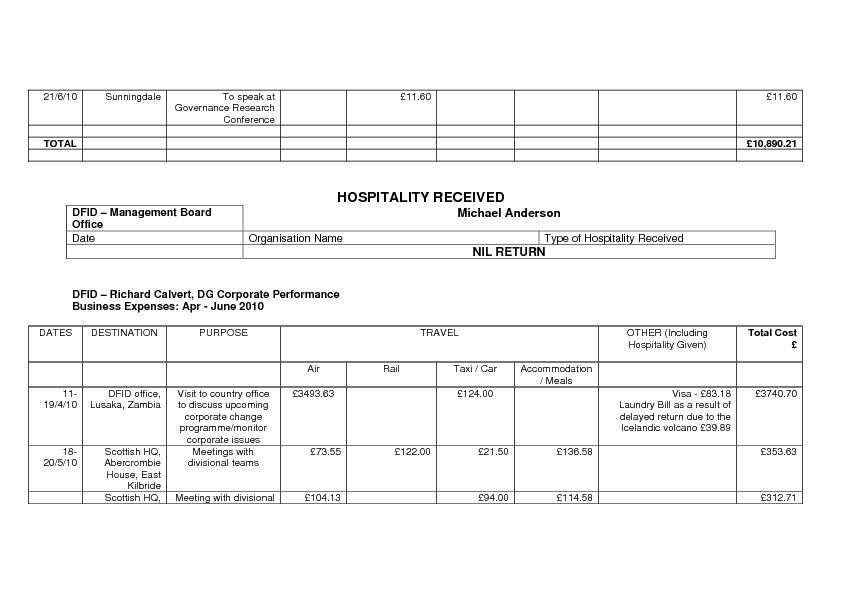 21/6/10 Sunningdale To speak at £11.60 £11.60
Governance Research
Conference
TOTAL £10,890.21
HOSPITALITY RECEIVED
DFID – Management Board Michael Anderson
Office
Date Organisation Name Type of Hospitality Received
NIL RETURN
DFID – Richard Calvert, DG Corporate Performance
Business Expenses: Apr - June 2010
DATES DESTINATION PURPOSE TRAVEL OTHER (Including Total Cost
Hospitality Given) £
Air Rail Taxi / Car Accommodation
/ Meals
11- DFID office, Visit to country office £3493.63 £124.00 Visa - £83.18 £3740.70
19/4/10 Lusaka, Zambia to discuss upcoming Laundry Bill as a result of
corporate change delayed return due to the
programme/monitor Icelandic volcano £39.89
corporate issues
18- Scottish HQ, Meetings with £73.55 £122.00 £21.50 £136.58 £353.63
20/5/10 Abercrombie divisional teams
House, East
Kilbride
Scottish HQ, Meeting with divisional £104.13 £94.00 £114.58 £312.71